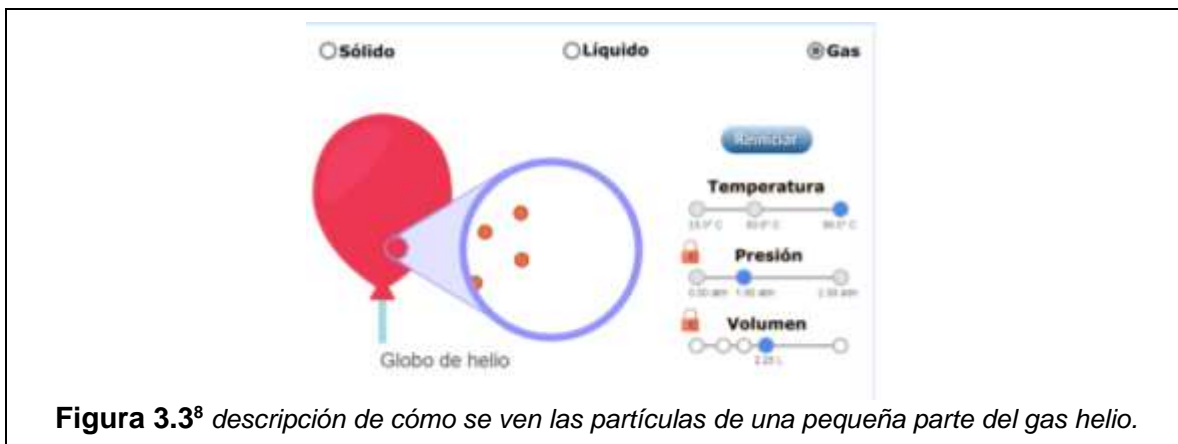 Sólido Líquido Gas
Reiniciar
Temperatura
Presión
Volumen
Globo de helio
Figura 3.3⁸ descripción de cómo se ven las partículas de una pequeña parte del gas helio.